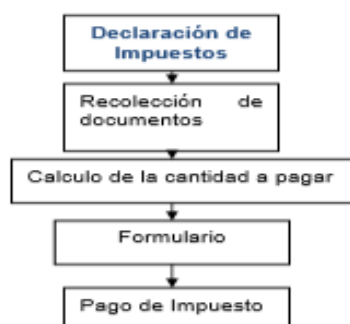 Declaración de
Impuestos
Recolección de
documentos
Calculo de la cantidad a pagar
Formulario
Pago de Impuesto